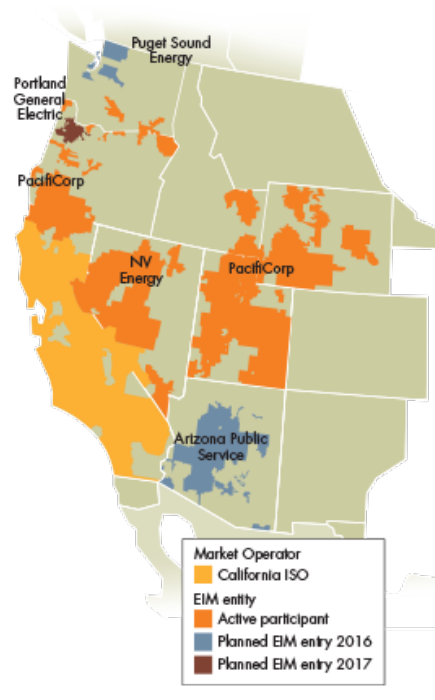 Puget Sound
Energy
Portland
General
Electric
PacifiCorp
NV
Energy
PacifiCorp
Arizona Public
Service
Market Operator
California ISO
EIM entity
Active participant
Planned EIM entry 2016
Planned EIM entry 2017